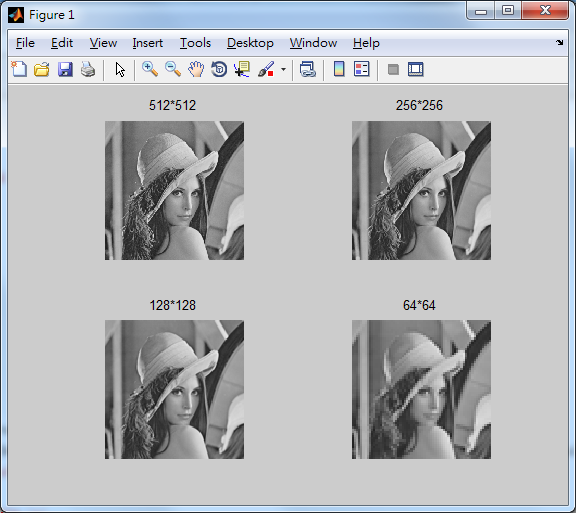 Figure 1
File Edit View Insert Tools Desktop Window Help
512*512 256*256
128*128 64*64